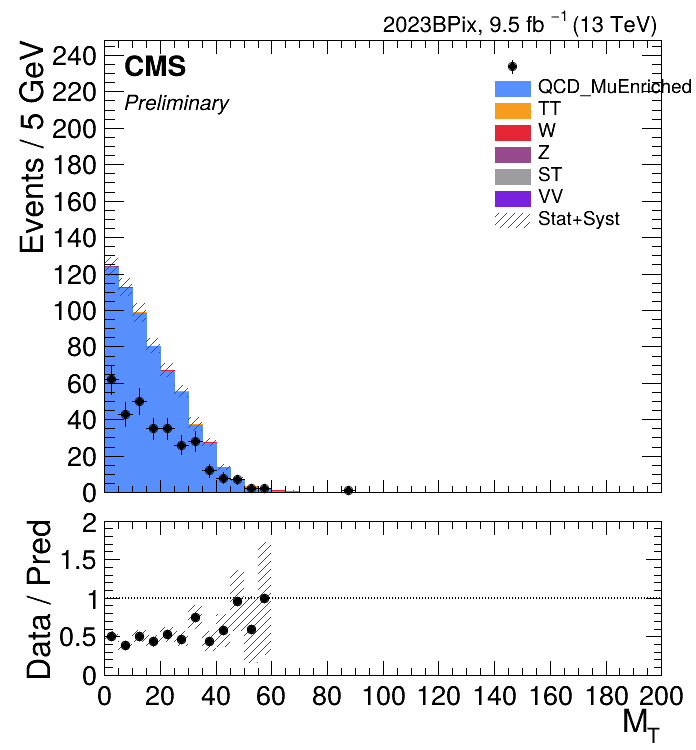 2023BPix, 9.5 fb⁻¹ (13 TeV)
CMS
Preliminary
QCD_MuEnriched
TT
W
Z
ST
VV
Stat+Syst
Events / 5 GeV
240
220
200
180
160
140
120
100
80
60
40
20
0
Data / Pred
2
1.5
1
0.5
0
0 20 40 60 80 100 120 140 160 180 200
M_T